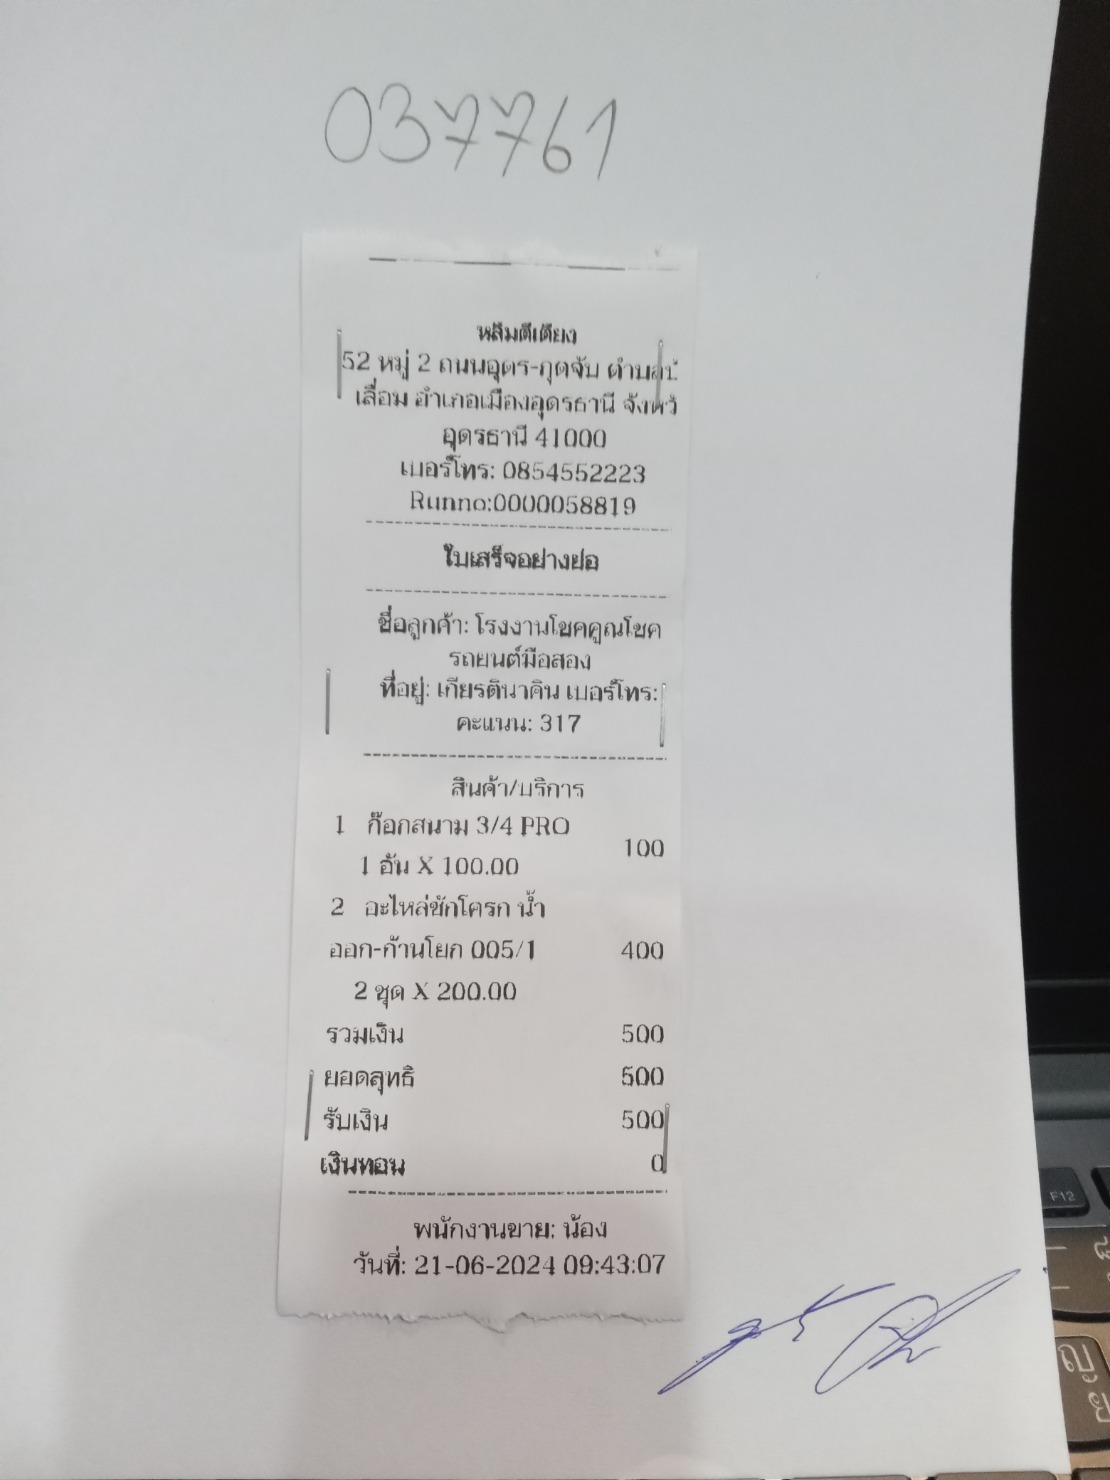 037761
หลิมตีเตียง
52 หมู่ 2 ถนนอุดร-กุดจับ ตำบล
เลื่อม อำเภอเมืองอุดรธานี จังหวั
อุดรธานี 41000
เบอร์โทร: 0854552223
Runno:0000058819
ใบเสร็จอย่างย่อ
ชื่อลูกค้า: โรงงานโชคคูณโชค
รถยนต์มือสอง
ที่อยู่: เกียรตินาคิน เบอร์โทร:
คะแนน: 317
สินค้า/บริการ
1 ก๊อกสนาม 3/4 PRO
100
1 อัน X 100.00
2 อะไหล่ชักโครก น้ำ
ออก-ก้านโยก 005/1 400
2 ชุด X 200.00
รวมเงิน 500
ยอดสุทธิ 500
รับเงิน 500
เงินทอน 0
พนักงานขาย: น้อง
วันที่: 21-06-2024 09:43:07
F12